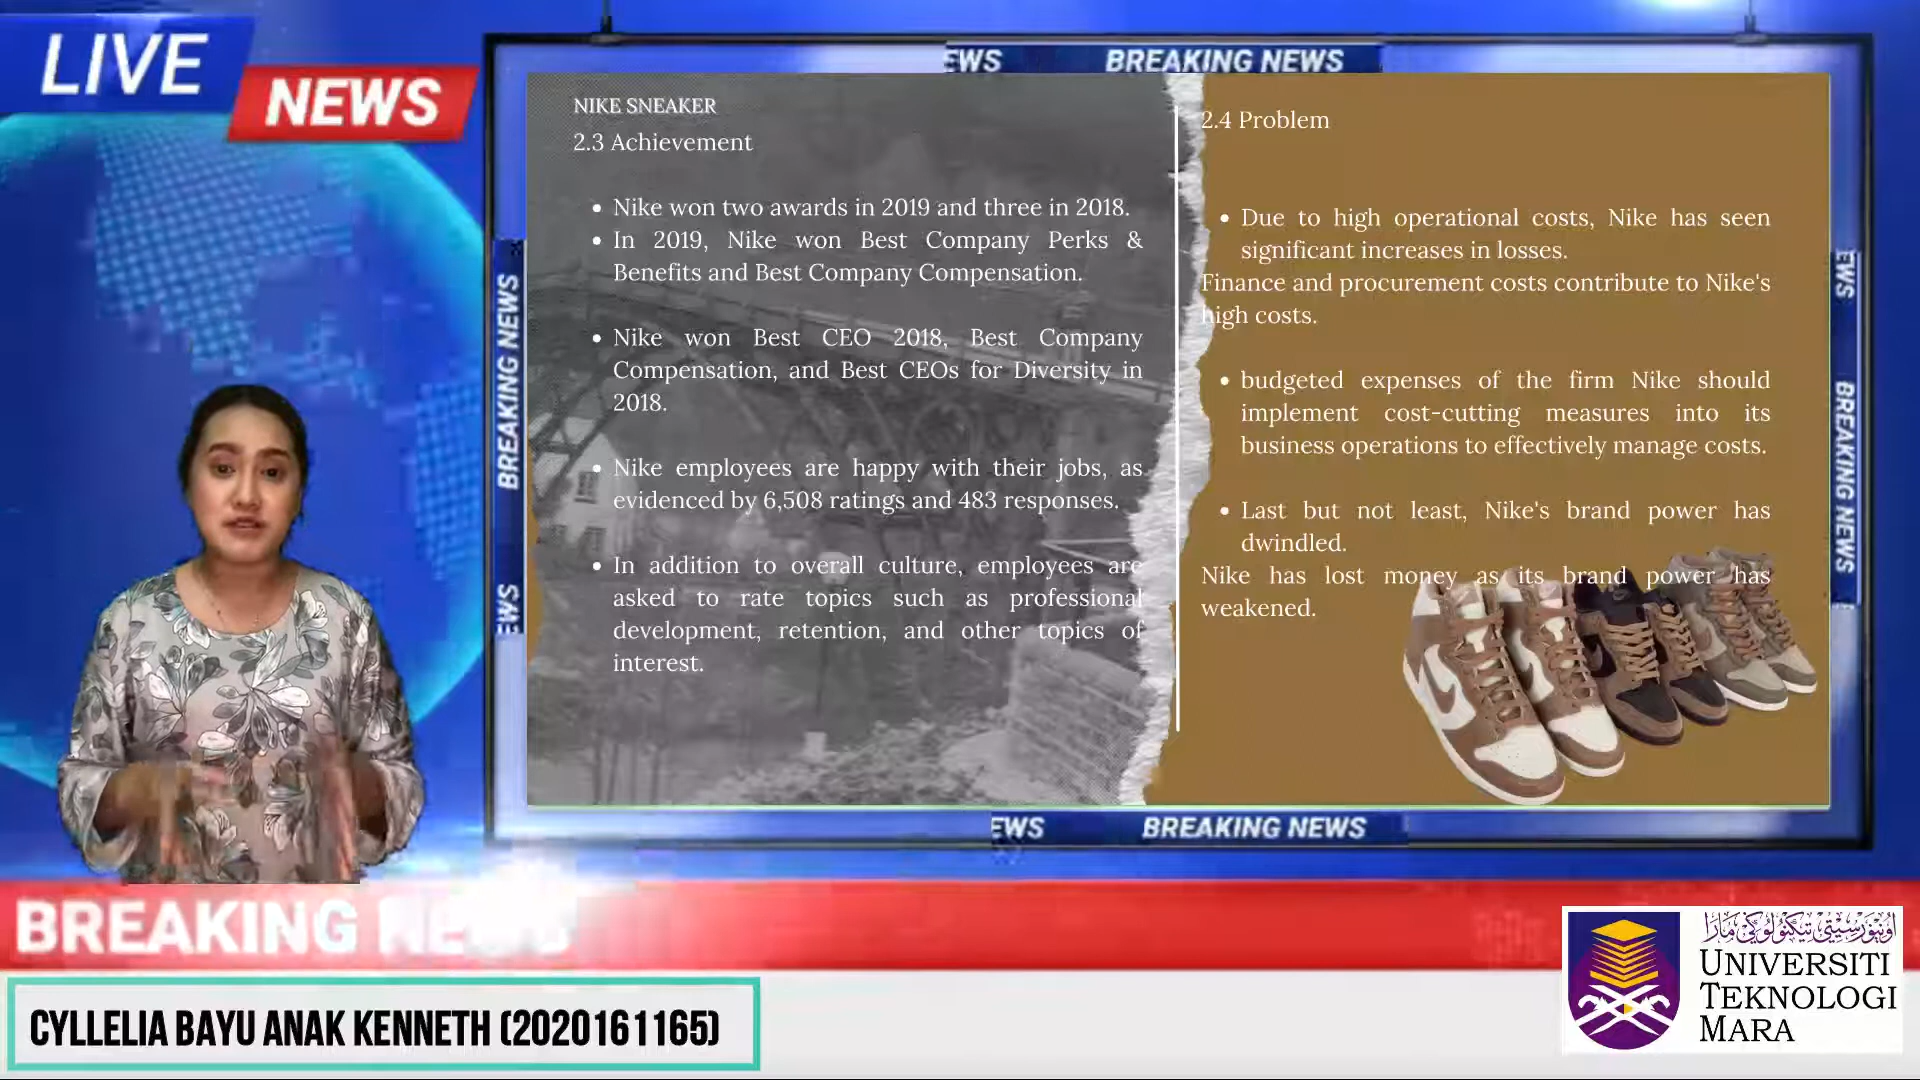 LIVE
NEWS
EWS BREAKING NEWS
NIKE SNEAKER
2.3 Achievement
• Nike won two awards in 2019 and three in 2018.
• In 2019, Nike won Best Company Perks &
Benefits and Best Company Compensation.
• Nike won Best CEO 2018, Best Company
Compensation, and Best CEOs for Diversity in
2018.
• Nike employees are happy with their jobs, as
evidenced by 6,508 ratings and 483 responses.
• In addition to overall culture, employees are
asked to rate topics such as professional
development, retention, and other topics of
interest.
2.4 Problem
• Due to high operational costs, Nike has seen
significant increases in losses.
Finance and procurement costs contribute to Nike's
high costs.
• budgeted expenses of the firm Nike should
implement cost-cutting measures into its
business operations to effectively manage costs.
• Last but not least, Nike's brand power has
dwindled.
Nike has lost money as its brand power has
weakened.
BREAKING NEWS
EWS
EWS
BREAKING NEWS
EWS BREAKING NEWS
BREAKING NEWS
CYLLELIA BAYU ANAK KENNETH (2020161165)
اونيۏرسيتي تيكنولوڬي مارا
UNIVERSITI
TEKNOLOGI
MARA